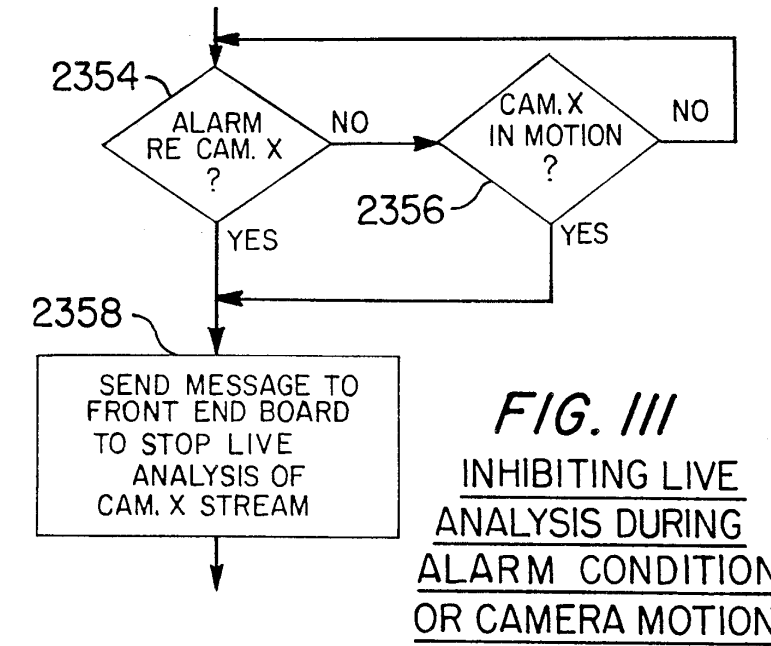 2354
ALARM
RE CAM. X
?
NO
YES
CAM. X
IN MOTION
?
NO
2356
YES
2358
SEND MESSAGE TO
FRONT END BOARD
TO STOP LIVE
ANALYSIS OF
CAM. X STREAM
FIG. 111
INHIBITING LIVE
ANALYSIS DURING
ALARM CONDITION
OR CAMERA MOTION